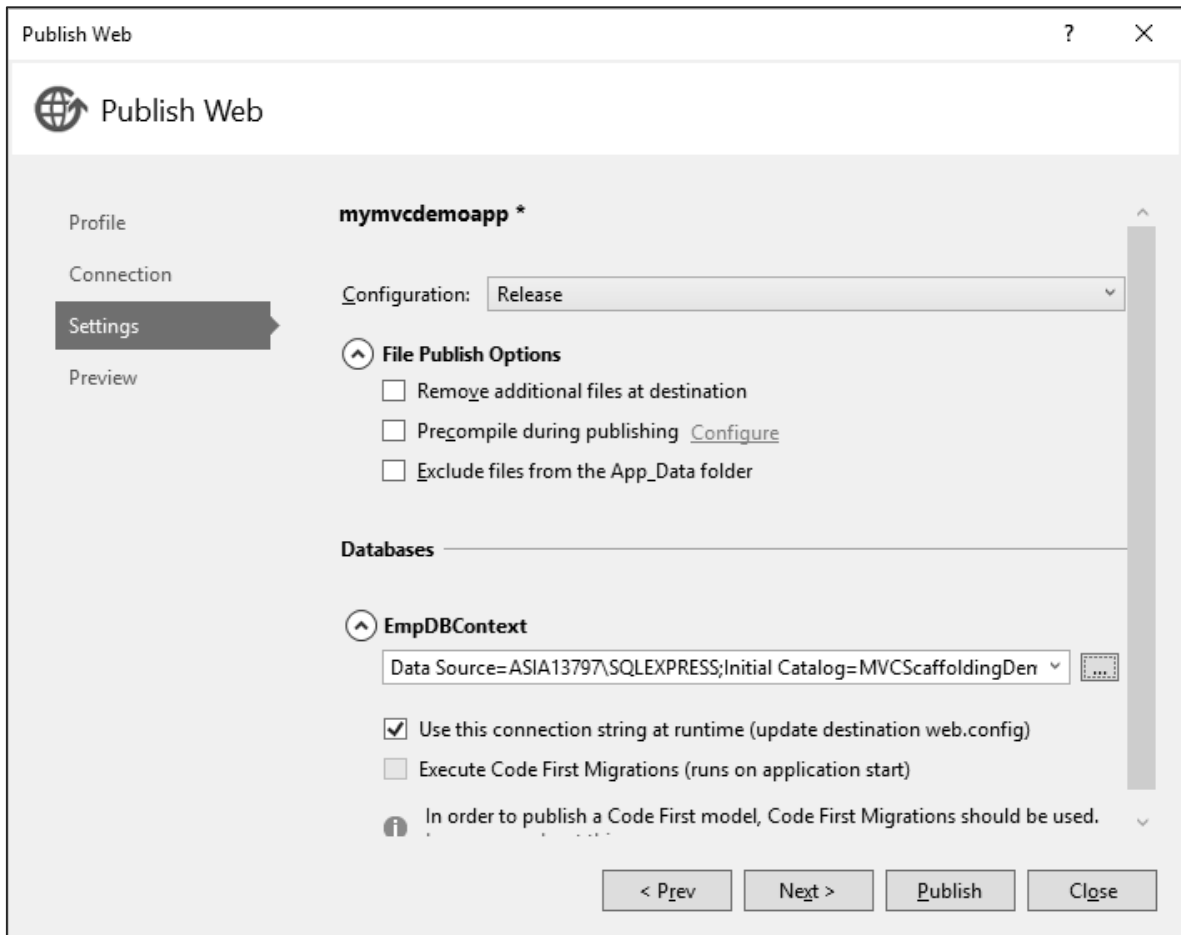 Publish Web
?
Publish Web
Profile
Connection
Settings
Preview
mymvcdemoapp *
Configuration: Release
File Publish Options
Remove additional files at destination
Precompile during publishing Configure
Exclude files from the App_Data folder
Databases
EmpDBContext
Data Source=ASIA13797\SQLEXPRESS;Initial Catalog=MVCScaffoldingDem
...
Use this connection string at runtime (update destination web.config)
Execute Code First Migrations (runs on application start)
In order to publish a Code First model, Code First Migrations should be used.
< Prev
Next >
Publish
Close